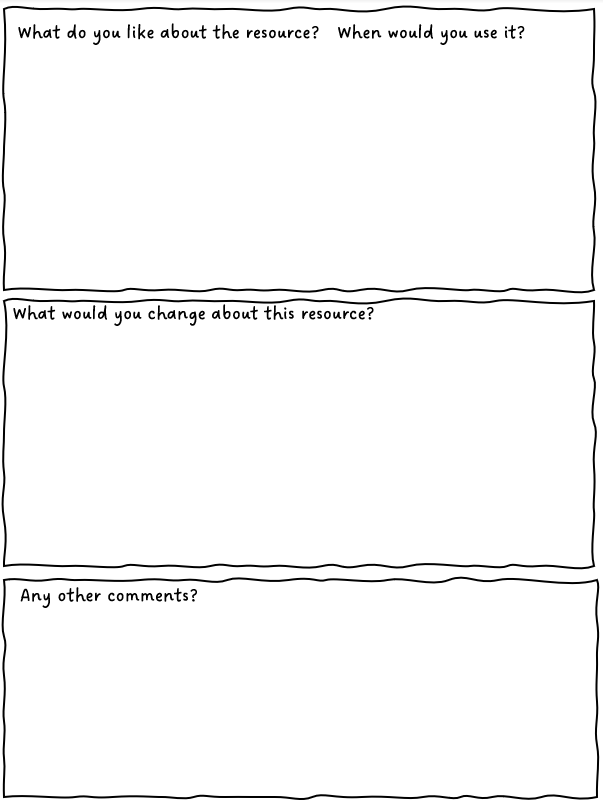 What do you like about the resource? When would you use it?
What would you change about this resource?
Any other comments?